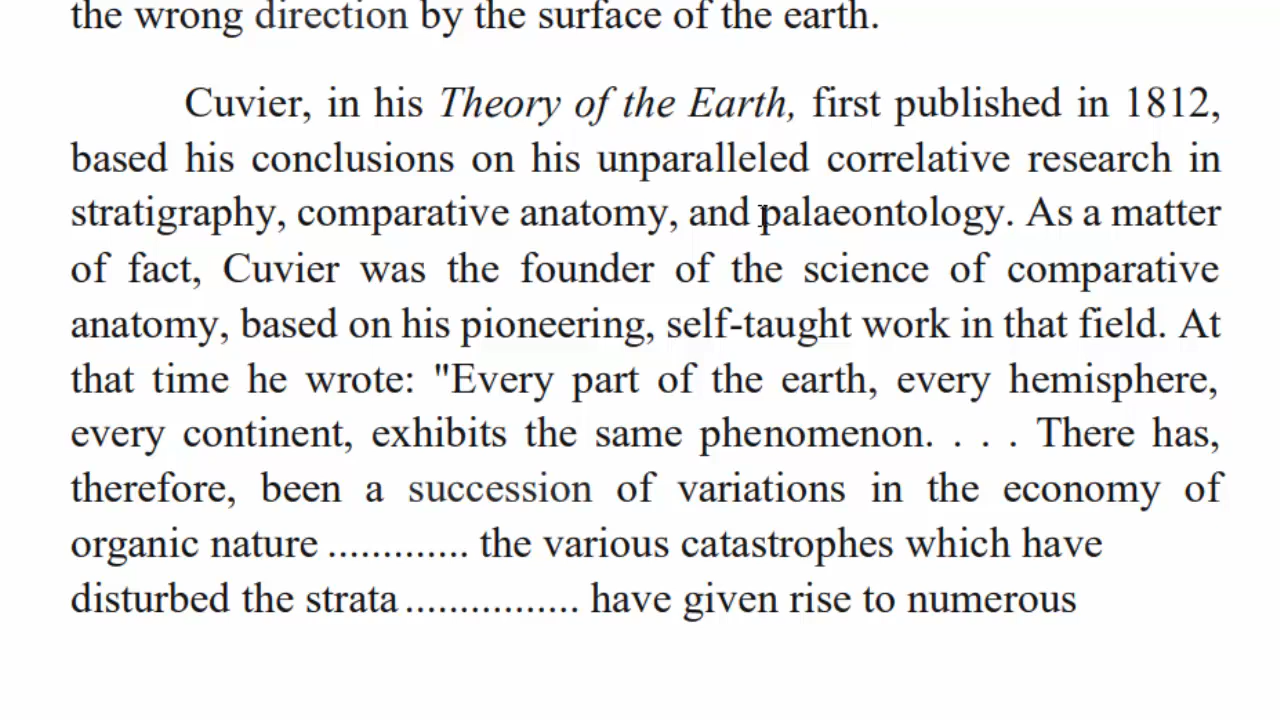 the wrong direction by the surface of the earth.
Cuvier, in his Theory of the Earth, first published in 1812,
based his conclusions on his unparalleled correlative research in
stratigraphy, comparative anatomy, and palaeontology. As a matter
of fact, Cuvier was the founder of the science of comparative
anatomy, based on his pioneering, self-taught work in that field. At
that time he wrote: "Every part of the earth, every hemisphere,
every continent, exhibits the same phenomenon. . . . There has,
therefore, been a succession of variations in the economy of
organic nature ............. the various catastrophes which have
disturbed the strata ................ have given rise to numerous